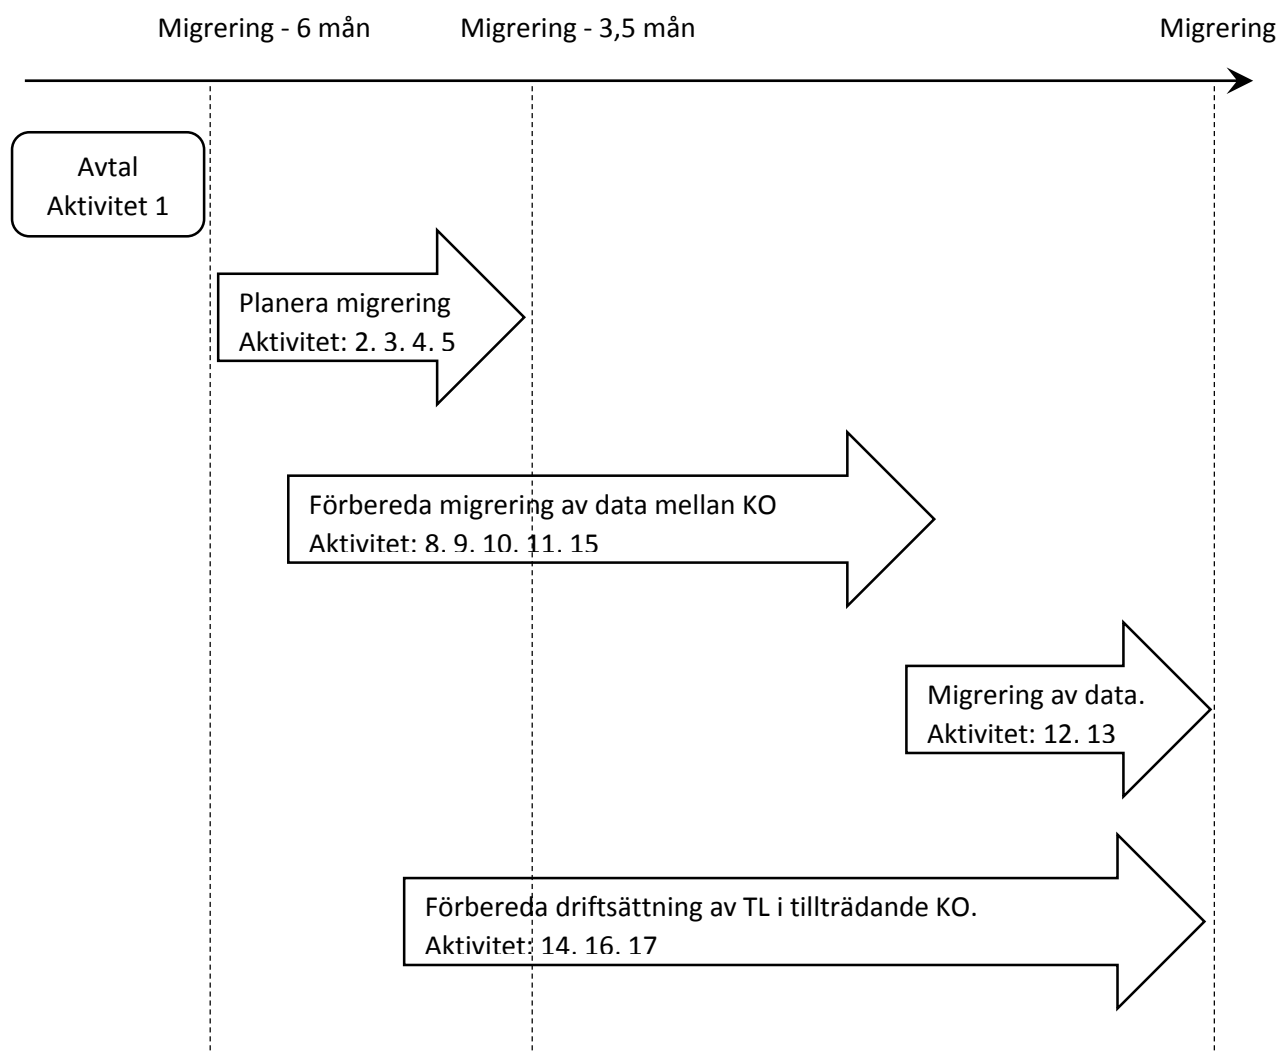 Migrering - 6 mån
Migrering - 3,5 mån
Migrering
Avtal
Aktivitet 1
Planera migrering
Aktivitet: 2. 3. 4. 5
Förbereda migrering av data mellan KO
Aktivitet: 8. 9. 10. 11. 15
Migrering av data.
Aktivitet: 12. 13
Förbereda driftsättning av TL i tillträdande KO.
Aktivitet: 14. 16. 17